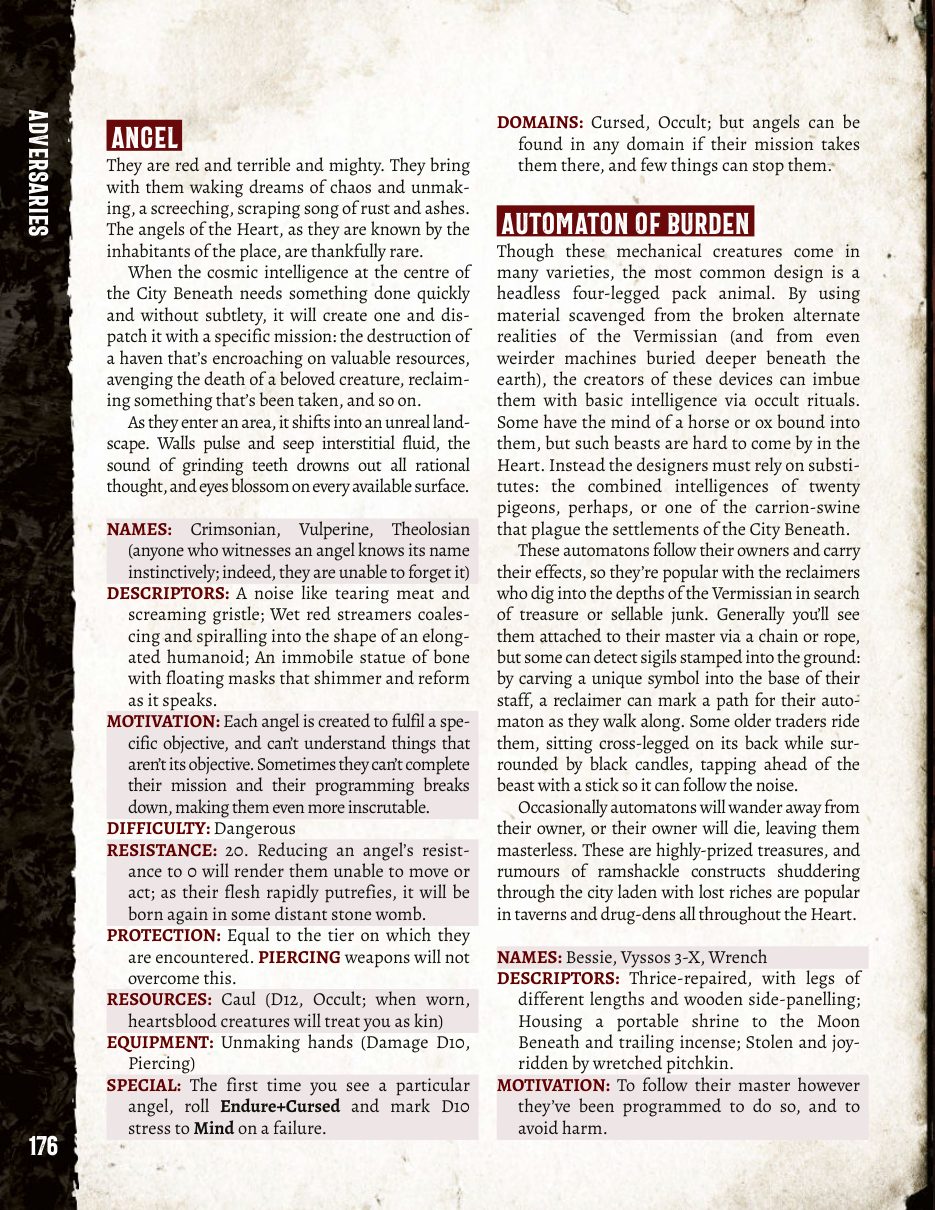 ADVERSARIES
ANGEL
They are red and terrible and mighty. They bring
with them waking dreams of chaos and unmak-
ing, a screeching, scraping song of rust and ashes.
The angels of the Heart, as they are known by the
inhabitants of the place, are thankfully rare.
When the cosmic intelligence at the centre of
the City Beneath needs something done quickly
and without subtlety, it will create one and dis-
patch it with a specific mission: the destruction of
a haven that's encroaching on valuable resources,
avenging the death of a beloved creature, reclaim-
ing something that's been taken, and so on.
As they enter an area, it shifts into an unreal land-
scape. Walls pulse and seep interstitial fluid, the
sound of grinding teeth drowns out all rational
thought, and eyes blossom on every available surface.
NAMES: Crimsonian, Vulperine, Theolosian
(anyone who witnesses an angel knows its name
instinctively; indeed, they are unable to forget it)
DESCRIPTORS: A noise like tearing meat and
screaming gristle; Wet red streamers coales-
cing and spiralling into the shape of an elong-
ated humanoid; An immobile statue of bone
with floating masks that shimmer and reform
as it speaks.
MOTIVATION: Each angel is created to fulfil a spe-
cific objective, and can't understand things that
aren't its objective. Sometimes they can't complete
their mission and their programming breaks
down, making them even more inscrutable.
DIFFICULTY: Dangerous
RESISTANCE: 20. Reducing an angel's resist-
ance to 0 will render them unable to move or
act; as their flesh rapidly putrefies, it will be
born again in some distant stone womb.
PROTECTION: Equal to the tier on which they
are encountered. PIERCING weapons will not
overcome this.
RESOURCES: Caul (D12, Occult; when worn,
heartsblood creatures will treat you as kin)
EQUIPMENT: Unmaking hands (Damage D10,
Piercing)
SPECIAL: The first time you see a particular
angel, roll Endure+Cursed and mark D10
stress to Mind on a failure.
DOMAINS: Cursed, Occult; but angels can be
found in any domain if their mission takes
them there, and few things can stop them.
AUTOMATON OF BURDEN
Though these mechanical creatures come in
many varieties, the most common design is a
headless four-legged pack animal. By using
material scavenged from the broken alternate
realities of the Vermissian (and from even
weirder machines buried deeper beneath the
earth), the creators of these devices can imbue
them with basic intelligence via occult rituals.
Some have the mind of a horse or ox bound into
them, but such beasts are hard to come by in the
Heart. Instead the designers must rely on substi-
tutes: the combined intelligences of twenty
pigeons, perhaps, or one of the carrion-swine
that plague the settlements of the City Beneath.
These automatons follow their owners and carry
their effects, so they're popular with the reclaimers
who dig into the depths of the Vermissian in search
of treasure or sellable junk. Generally you'll see
them attached to their master via a chain or rope,
but some can detect sigils stamped into the ground:
by carving a unique symbol into the base of their
staff, a reclaimer can mark a path for their auto-
maton as they walk along. Some older traders ride
them, sitting cross-legged on its back while sur-
rounded by black candles, tapping ahead of the
beast with a stick so it can follow the noise.
Occasionally automatons will wander away from
their owner, or their owner will die, leaving them
masterless. These are highly-prized treasures, and
rumours of ramshackle constructs shuddering
through the city laden with lost riches are popular
in taverns and drug-dens all throughout the Heart.
NAMES: Bessie, Vyssos 3-X, Wrench
DESCRIPTORS: Thrice-repaired, with legs of
different lengths and wooden side-panelling;
Housing a portable shrine to the Moon
Beneath and trailing incense; Stolen and joy-
ridden by wretched pitchkin.
MOTIVATION: To follow their master however
they've been programmed to do so, and to
avoid harm.
176